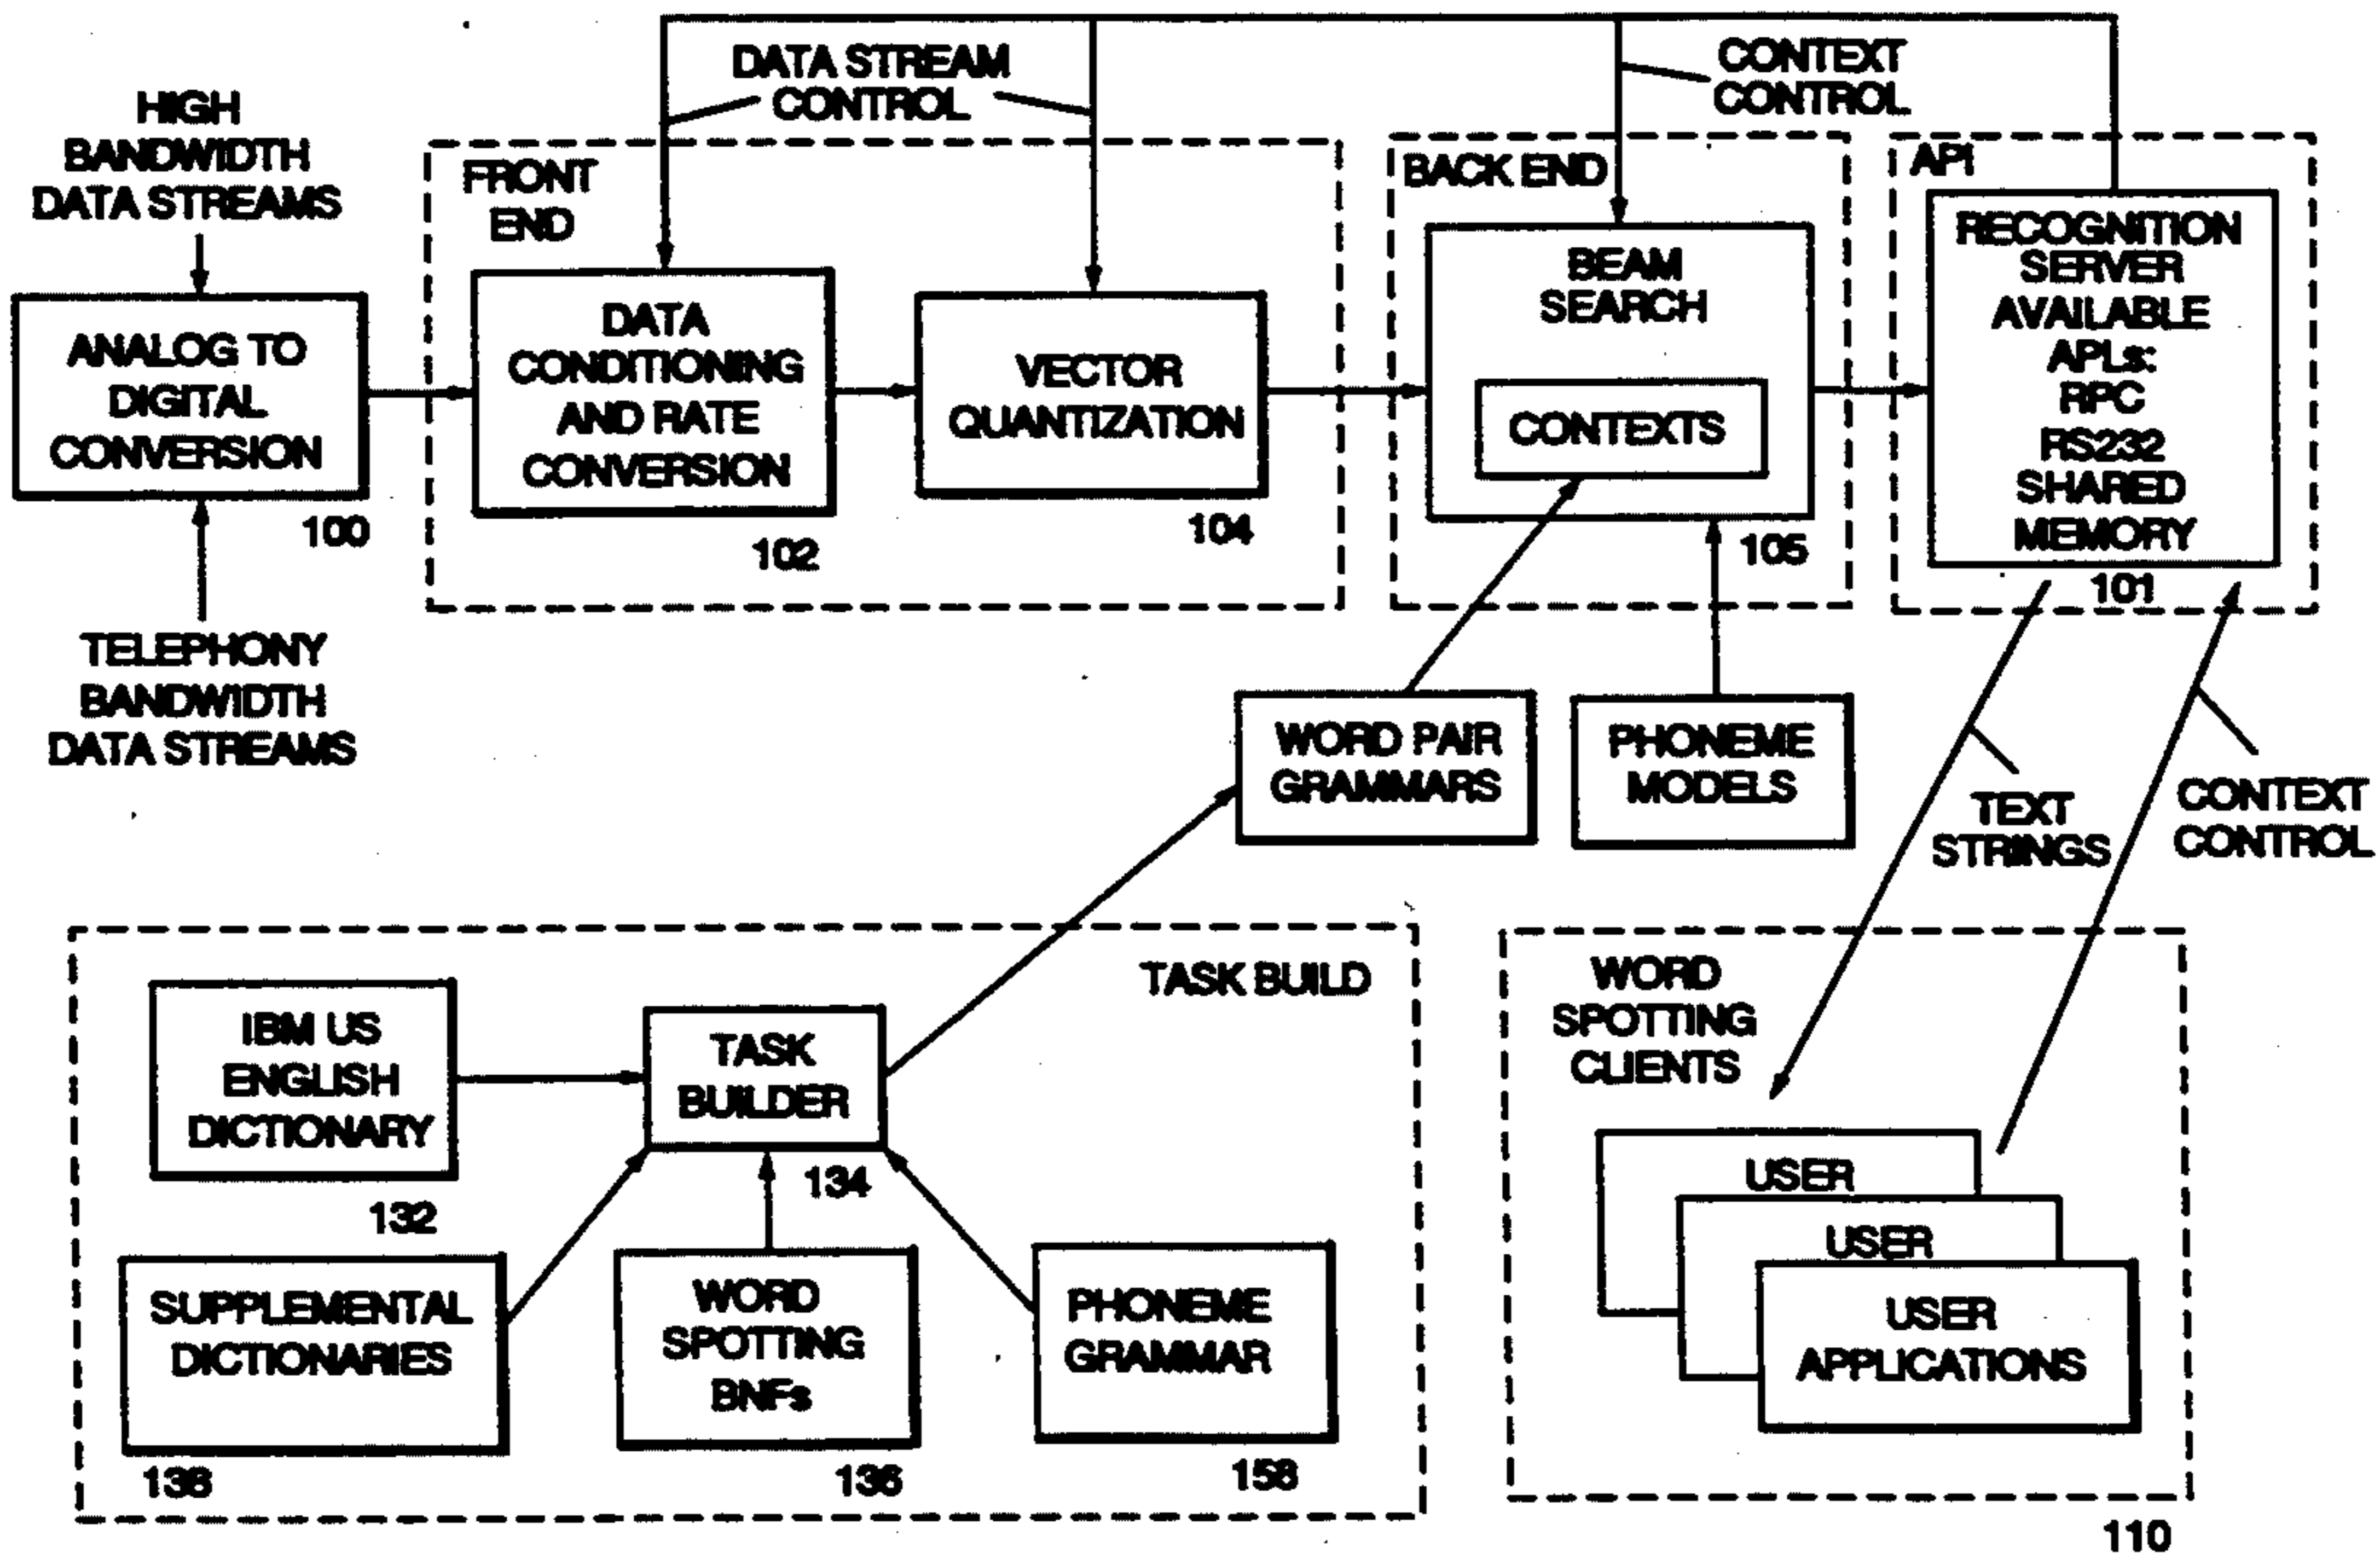 DATA STREAM
CONTROL
CONTEXT
CONTROL
HIGH
BANDWIDTH
DATA STREAMS
FRONT
END
BACK END
API
ANALOG TO
DIGITAL
CONVERSION
100
DATA
CONDITIONING
AND RATE
CONVERSION
102
VECTOR
QUANTIZATION
104
BEAM
SEARCH
CONTEXTS
105
RECOGNITION
SERVER
AVAILABLE
APLs:
RPC
RS232
SHARED
MEMORY
101
TELEPHONY
BANDWIDTH
DATA STREAMS
WORD PAIR
GRAMMARS
PHONEME
MODELS
TEXT
STRINGS
CONTEXT
CONTROL
TASK BUILD
IBM US
ENGLISH
DICTIONARY
132
TASK
BUILDER
134
SUPPLEMENTAL
DICTIONARIES
WORD
SPOTTING
BNFs
PHONEME
GRAMMAR
WORD
SPOTTING
CLIENTS
USER
USER
USER
APPLICATIONS
110